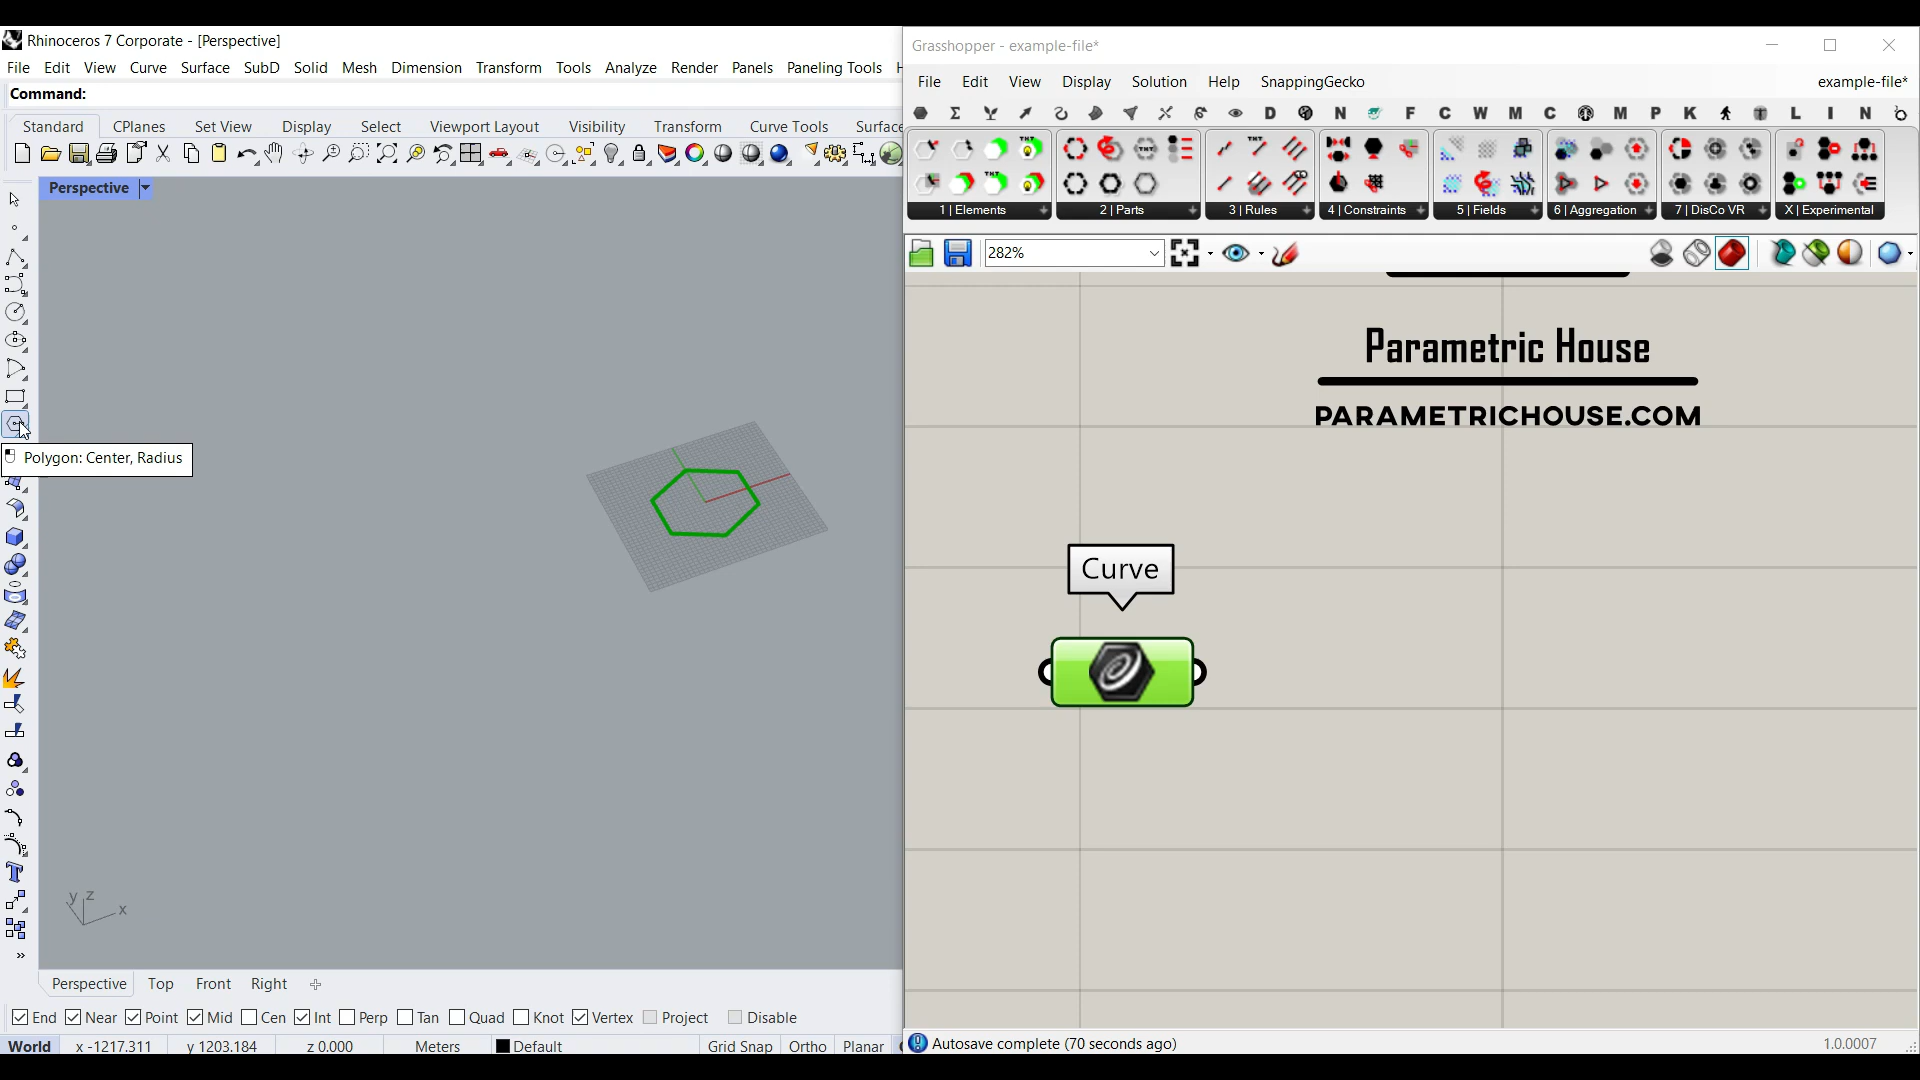 Rhinoceros 7 Corporate - [Perspective]
File Edit View Curve Surface SubD Solid Mesh Dimension Transform Tools Analyze Render Panels Paneling Tools H
Command:
Standard CPlanes Set View Display Select Viewport Layout Visibility Transform Curve Tools Surface
Perspective
Polygon: Center, Radius
y z x
Perspective Top Front Right
End Near Point Mid Cen Int Perp Tan Quad Knot Vertex Project Disable
World x -1217.311 y 1203.184 z 0.000 Meters Default Grid Snap Ortho Planar
Grasshopper - example-file*
File Edit View Display Solution Help SnappingGecko example-file*
D N F C W M C M P K L I N
1 | Elements 2 | Parts 3 | Rules 4 | Constraints 5 | Fields 6 | Aggregation 7 | DisCo VR X | Experimental
282%
Parametric House
PARAMETRICHOUSE.COM
Curve
Autosave complete (70 seconds ago) 1.0.0007